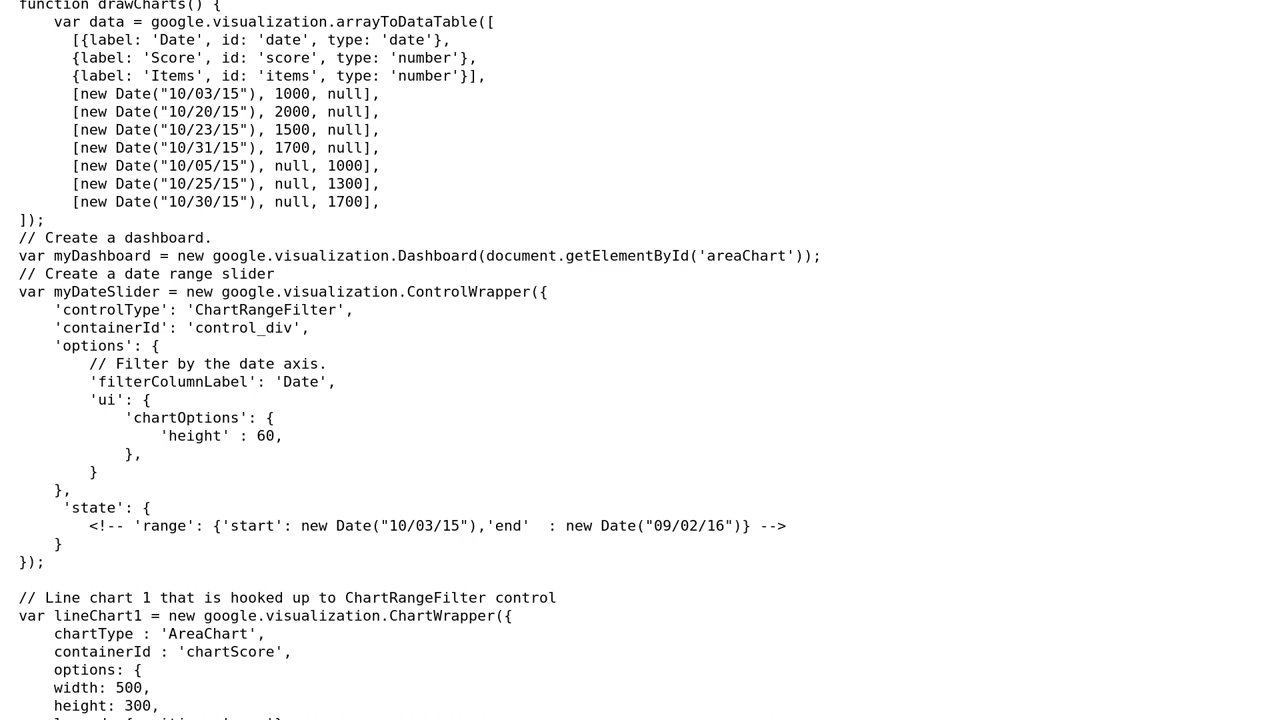 function drawCharts() {
    var data = google.visualization.arrayToDataTable([
      [{label: 'Date', id: 'date', type: 'date'},
      {label: 'Score', id: 'score', type: 'number'},
      {label: 'Items', id: 'items', type: 'number'}],
      [new Date("10/03/15"), 1000, null],
      [new Date("10/20/15"), 2000, null],
      [new Date("10/23/15"), 1500, null],
      [new Date("10/31/15"), 1700, null],
      [new Date("10/05/15"), null, 1000],
      [new Date("10/25/15"), null, 1300],
      [new Date("10/30/15"), null, 1700],
]);
// Create a dashboard.
var myDashboard = new google.visualization.Dashboard(document.getElementById('areaChart'));
// Create a date range slider
var myDateSlider = new google.visualization.ControlWrapper({
    'controlType': 'ChartRangeFilter',
    'containerId': 'control_div',
    'options': {
        // Filter by the date axis.
        'filterColumnLabel': 'Date',
        'ui': {
            'chartOptions': {
                'height' : 60,
            },
        }
    },
     'state': {
        <!-- 'range': {'start': new Date("10/03/15"),'end'  : new Date("09/02/16")} -->
    }
});

// Line chart 1 that is hooked up to ChartRangeFilter control
var lineChart1 = new google.visualization.ChartWrapper({
    chartType : 'AreaChart',
    containerId : 'chartScore',
    options: {
    width: 500,
    height: 300,